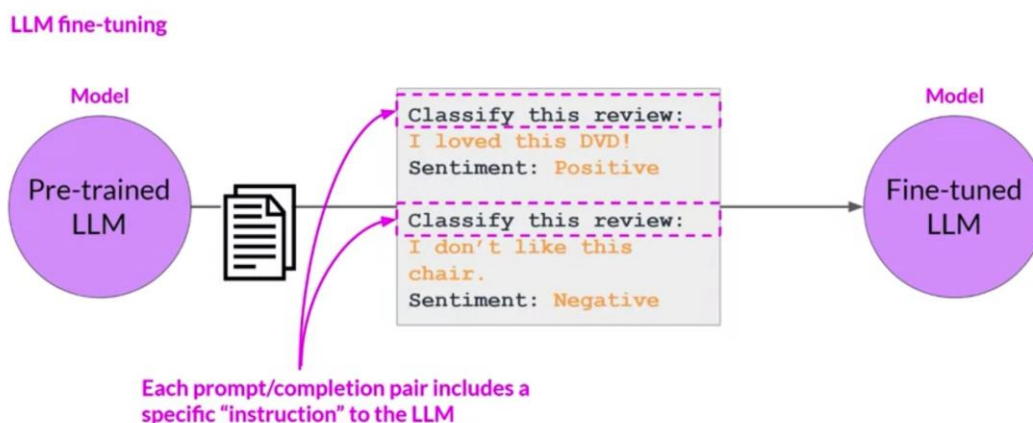 LLM fine-tuning
Model
Pre-trained
LLM
Classify this review:
I loved this DVD!
Sentiment: Positive
Classify this review:
I don't like this
chair.
Sentiment: Negative
Model
Fine-tuned
LLM
Each prompt/completion pair includes a
specific “instruction” to the LLM